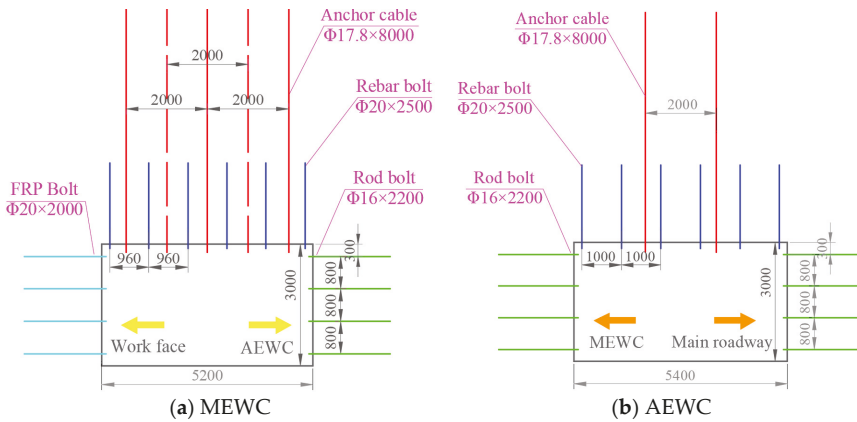 Anchor cable
Φ17.8×8000
2000
2000
2000
Rebar bolt
Φ20×2500
FRP Bolt
Φ20×2000
Rod bolt
Φ16×2200
960
960
300
3000
800
800
800
Work face
AEWC
5200
(a) MEWC
Anchor cable
Φ17.8×8000
Rebar bolt
Φ20×2500
2000
Rod bolt
Φ16×2200
1000
1000
300
3000
800
800
800
MEWC
Main roadway
5400
(b) AEWC